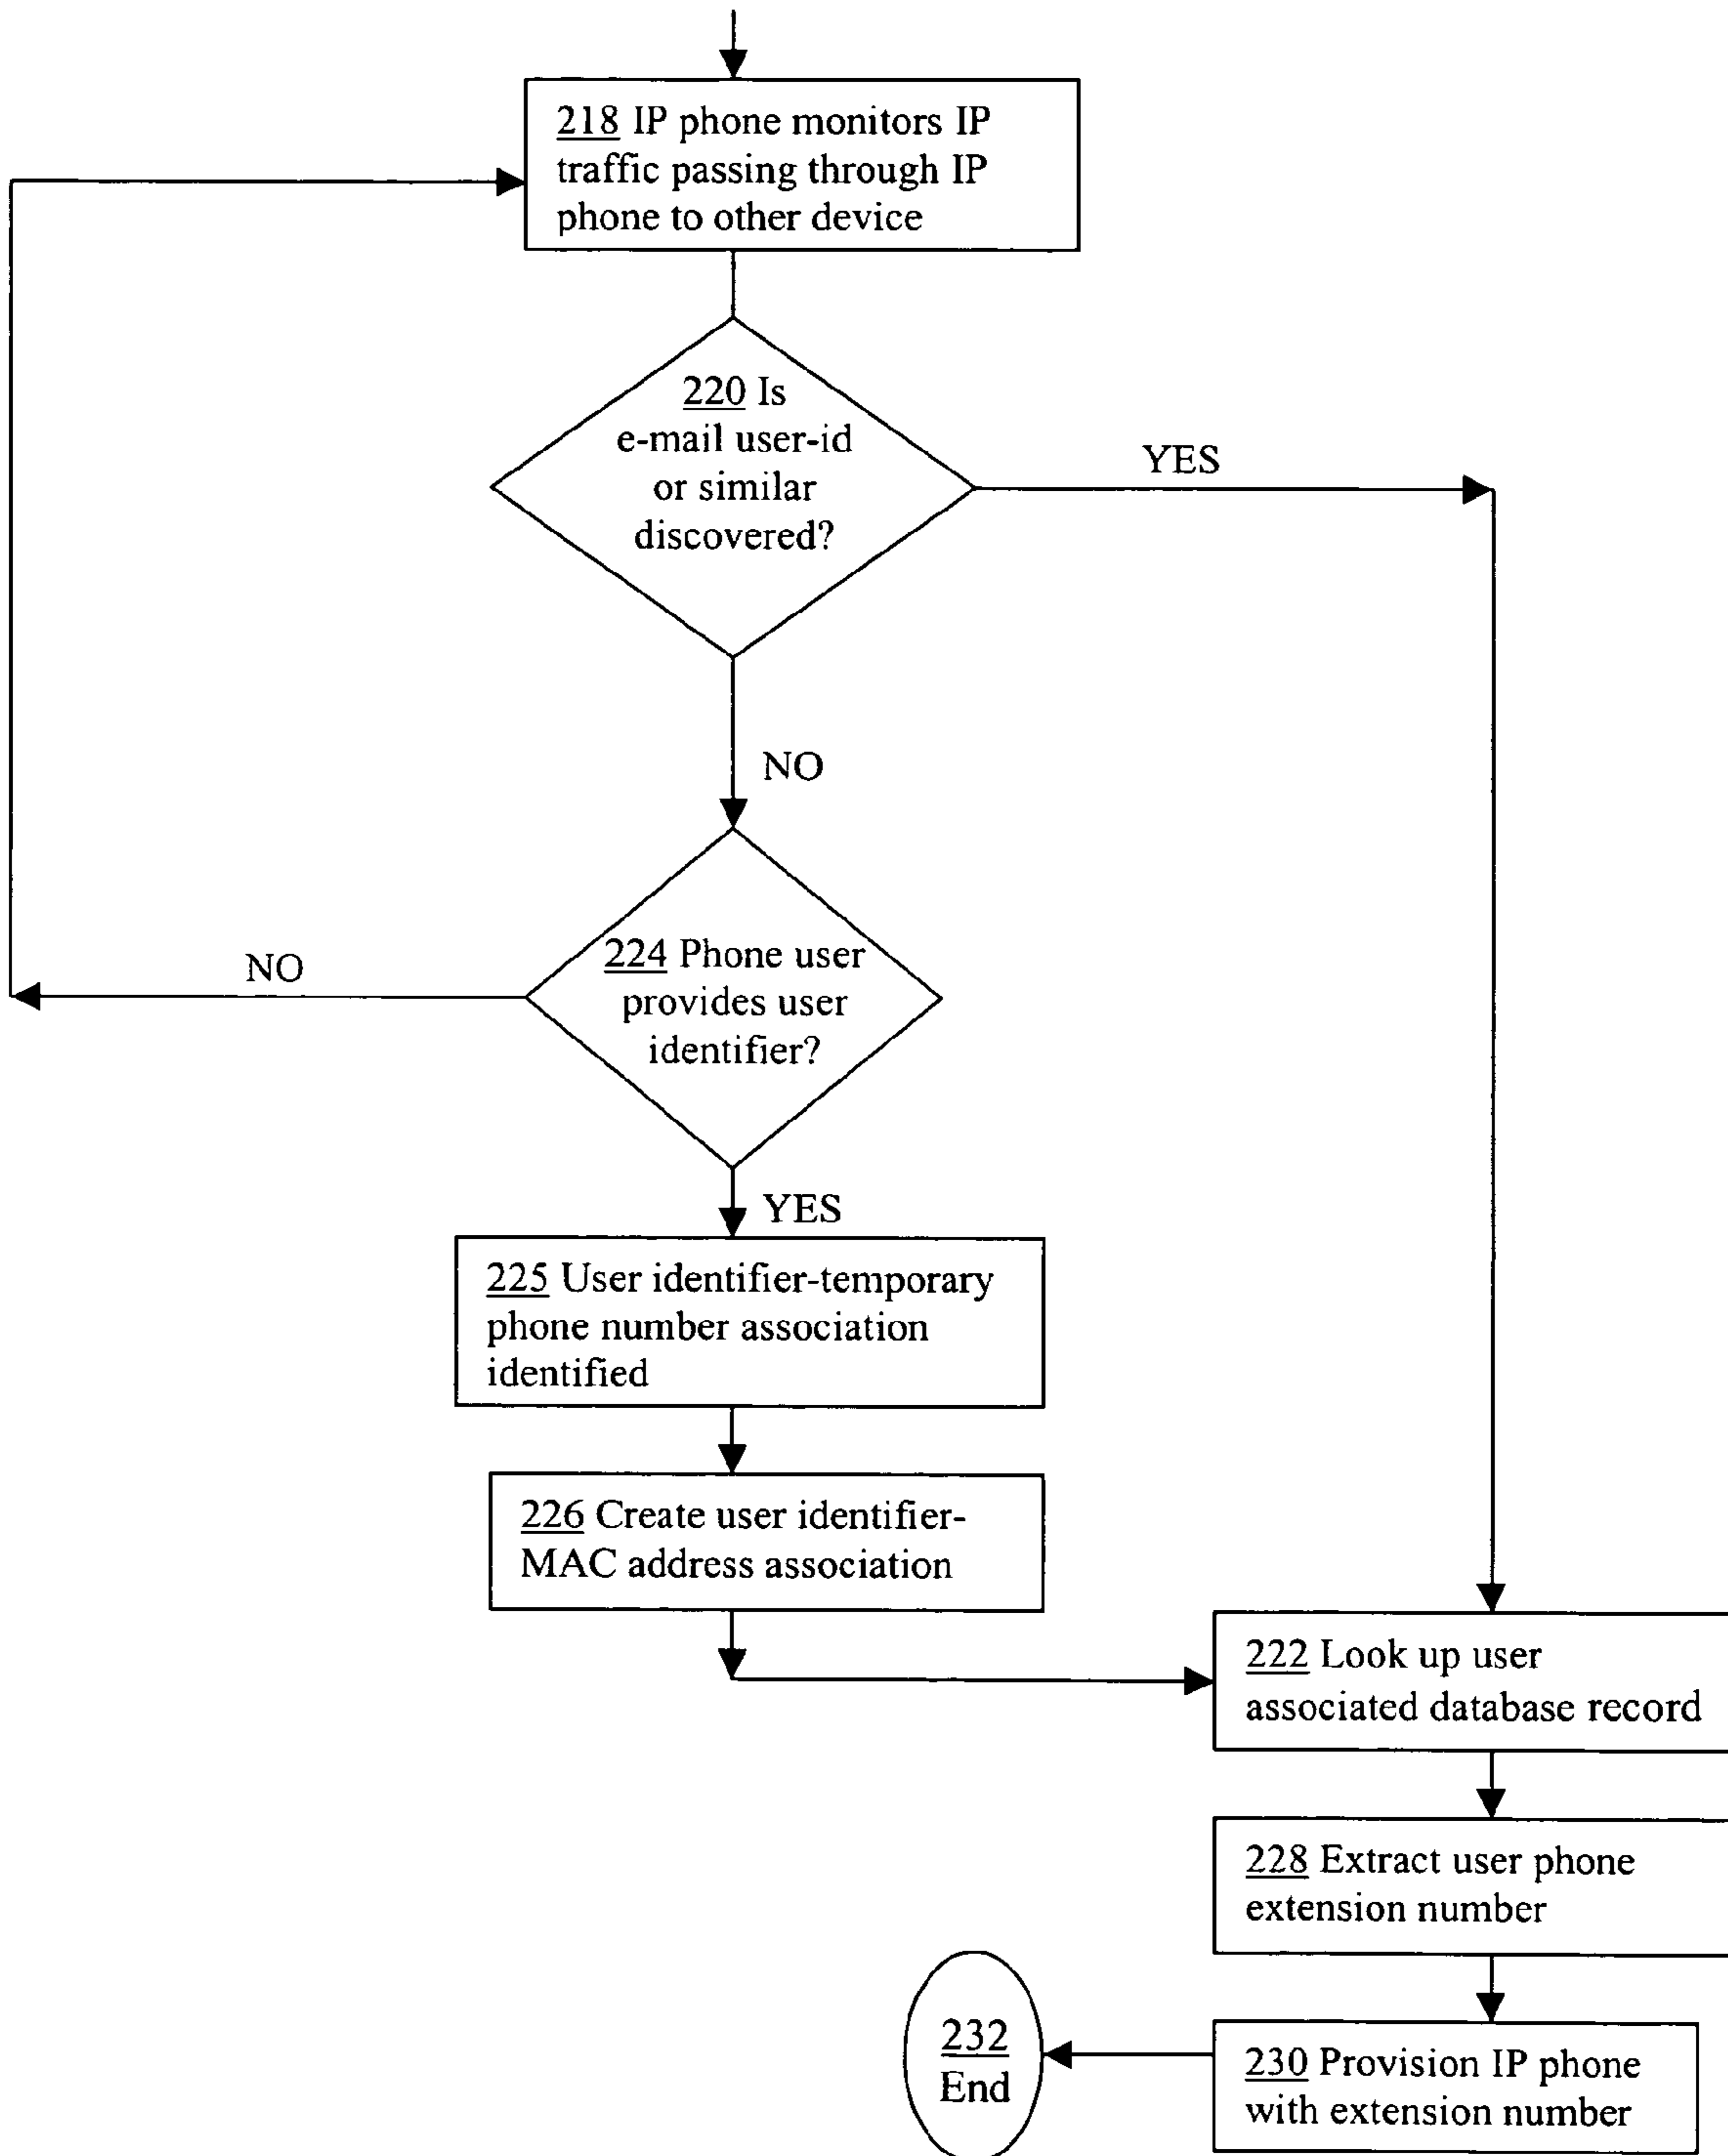 218 IP phone monitors IP
traffic passing through IP
phone to other device
220 Is
e-mail user-id
or similar
discovered?
YES
NO
224 Phone user
provides user
identifier?
NO
YES
225 User identifier-temporary
phone number association
identified
226 Create user identifier-
MAC address association
222 Look up user
associated database record
228 Extract user phone
extension number
230 Provision IP phone
with extension number
232
End